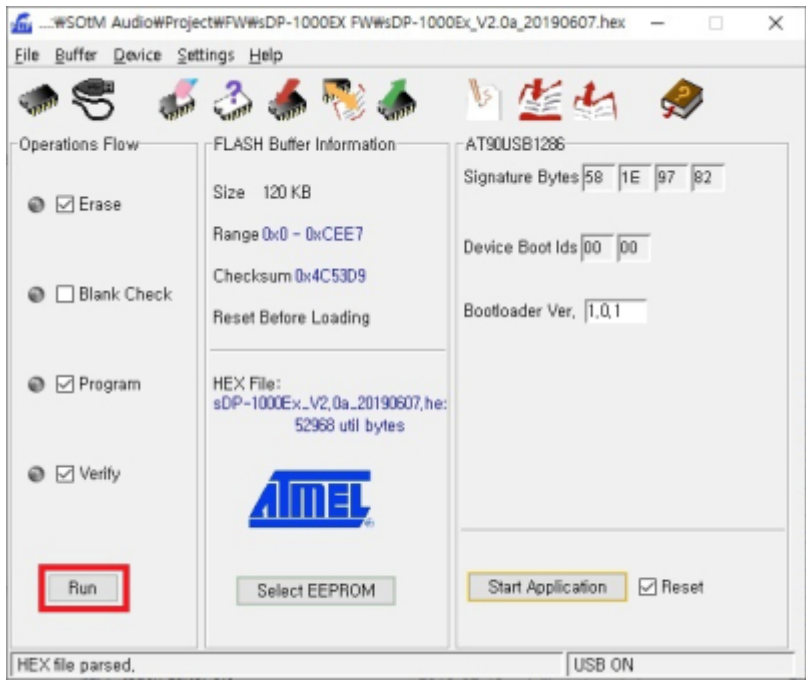 ...₩SOtM Audio₩Project₩FW₩sDP-1000EX FW₩sDP-1000Ex_V2.0a_20190607.hex
File Buffer Device Settings Help
Operations Flow
Erase
Blank Check
Program
Verify
Run
FLASH Buffer Information
Size 120 KB
Range 0x0 - 0xCEE7
Checksum 0x4C53D9
Reset Before Loading
HEX File:
sDP-1000Ex_V2,0a_20190607,he:
52968 util bytes
ATMEL
Select EEPROM
AT90USB1286
Signature Bytes 58 1E 97 82
Device Boot Ids 00 00
Bootloader Ver, 1,0,1
Start Application Reset
HEX file parsed, USB ON